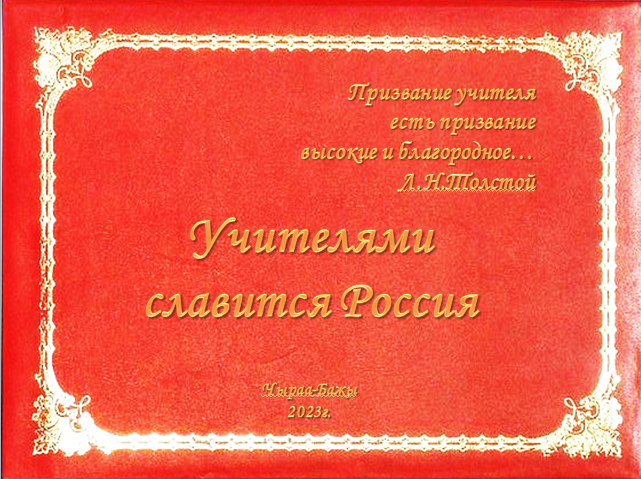 Призвание учителя
есть призвание
высокие и благородное…
Л.Н.Толстой
Учителями
славится Россия
Чыраа-Бажы
2023г.